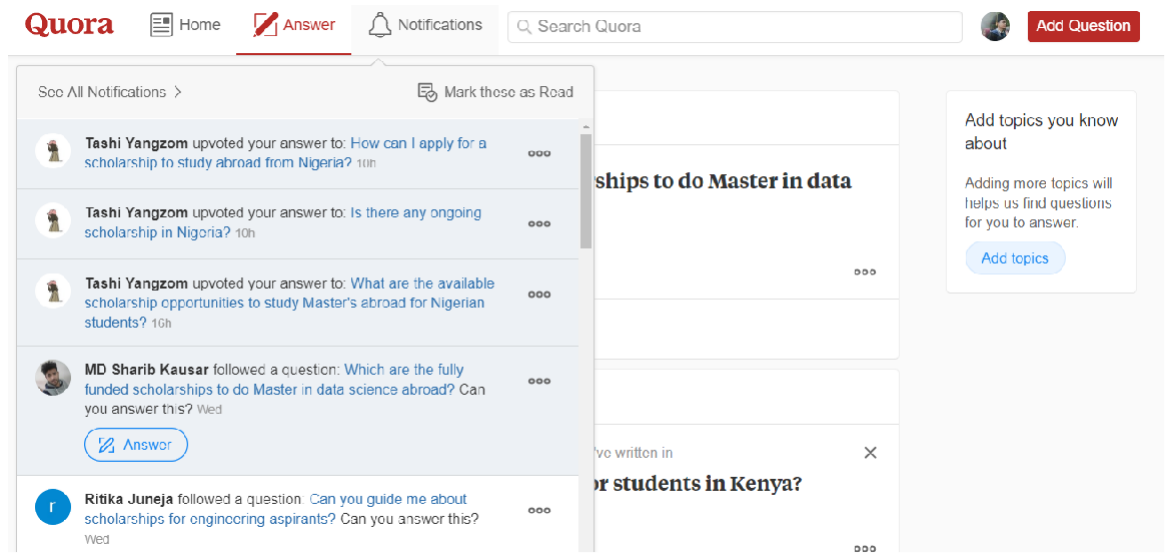 Quora
Home
Answer
Notifications
Search Quora
Add Question
See All Notifications >
Mark these as Read
Tashi Yangzom upvoted your answer to: How can I apply for a
scholarship to study abroad from Nigeria? 10h
Tashi Yangzom upvoted your answer to: Is there any ongoing
scholarship in Nigeria? 10h
Tashi Yangzom upvoted your answer to: What are the available
scholarship opportunities to study Master's abroad for Nigerian
students? 16h
MD Sharib Kausar followed a question: Which are the fully
funded scholarships to do Master in data science abroad? Can
you answer this? Wed
Answer
r
Ritika Juneja followed a question: Can you guide me about
scholarships for engineering aspirants? Can you answer this?
Wed
ships to do Master in data
've written in
or students in Kenya?
Add topics you know
about
Adding more topics will
helps us find questions
for you to answer.
Add topics